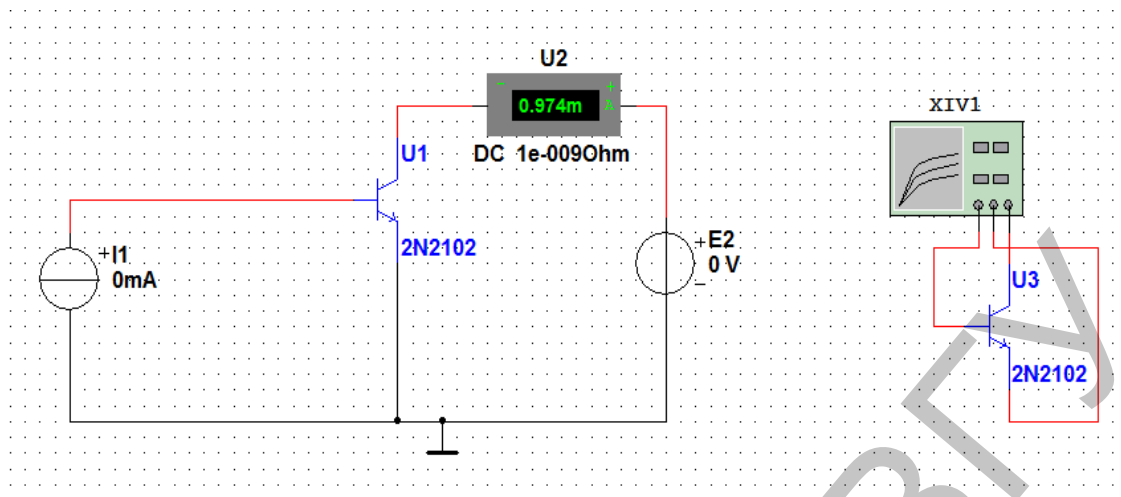 U2
- +
0.974m A
XIV1
U1
DC 1e-009Ohm
2N2102
+I1
0mA
+E2
0 V
-
U3
2N2102